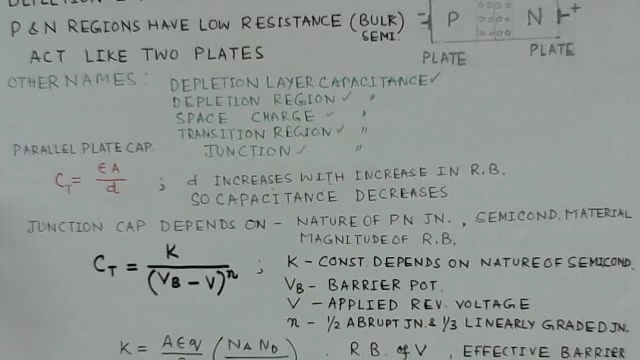 P & N REGIONS HAVE LOW RESISTANCE (BULK SEMI.
ACT LIKE TWO PLATES
P N +
PLATE PLATE
OTHER NAMES: DEPLETION LAYER CAPACITANCE ✓
DEPLETION REGION ✓ "
SPACE CHARGE ✓ "
TRANSITION REGION ✓ "
JUNCTION ✓ "
PARALLEL PLATE CAP.
C_T = ЄA/d ; d INCREASES WITH INCREASE IN R.B.
SO CAPACITANCE DECREASES
JUNCTION CAP DEPENDS ON - NATURE OF PN JN. , SEMICOND. MATERIAL
MAGNITUDE OF R.B.
C_T = K/(V_B - V)^n ; K - CONST. DEPENDS ON NATURE OF SEMICOND.
V_B - BARRIER POT.
V - APPLIED REV. VOLTAGE
n - 1/2 ABRUPT JN. & 1/3 LINEARLY GRADED JN.
K = AЄq (N_A N_D R.B. of V , EFFECTIVE BARRIER